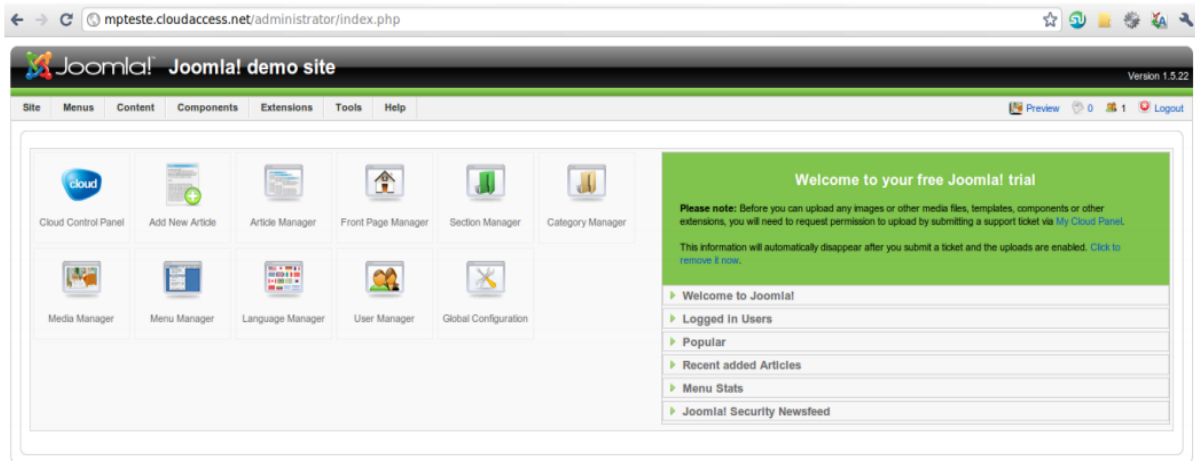 mpteste.cloudaccess.net/administrator/index.php
Joomla! Joomla! demo site
Version 1.5.22
Site Menus Content Components Extensions Tools Help
Preview 0 1 Logout
cloud
Cloud Control Panel Add New Article Article Manager Front Page Manager Section Manager Category Manager
Media Manager Menu Manager Language Manager User Manager Global Configuration
Welcome to your free Joomla! trial
Please note: Before you can upload any images or other media files, templates, components or other
extensions, you will need to request permission to upload by submitting a support ticket via My Cloud Panel.
This information will automatically disappear after you submit a ticket and the uploads are enabled. Click to
remove it now.
Welcome to Joomla!
Logged in Users
Popular
Recent added Articles
Menu Stats
Joomla! Security Newsfeed